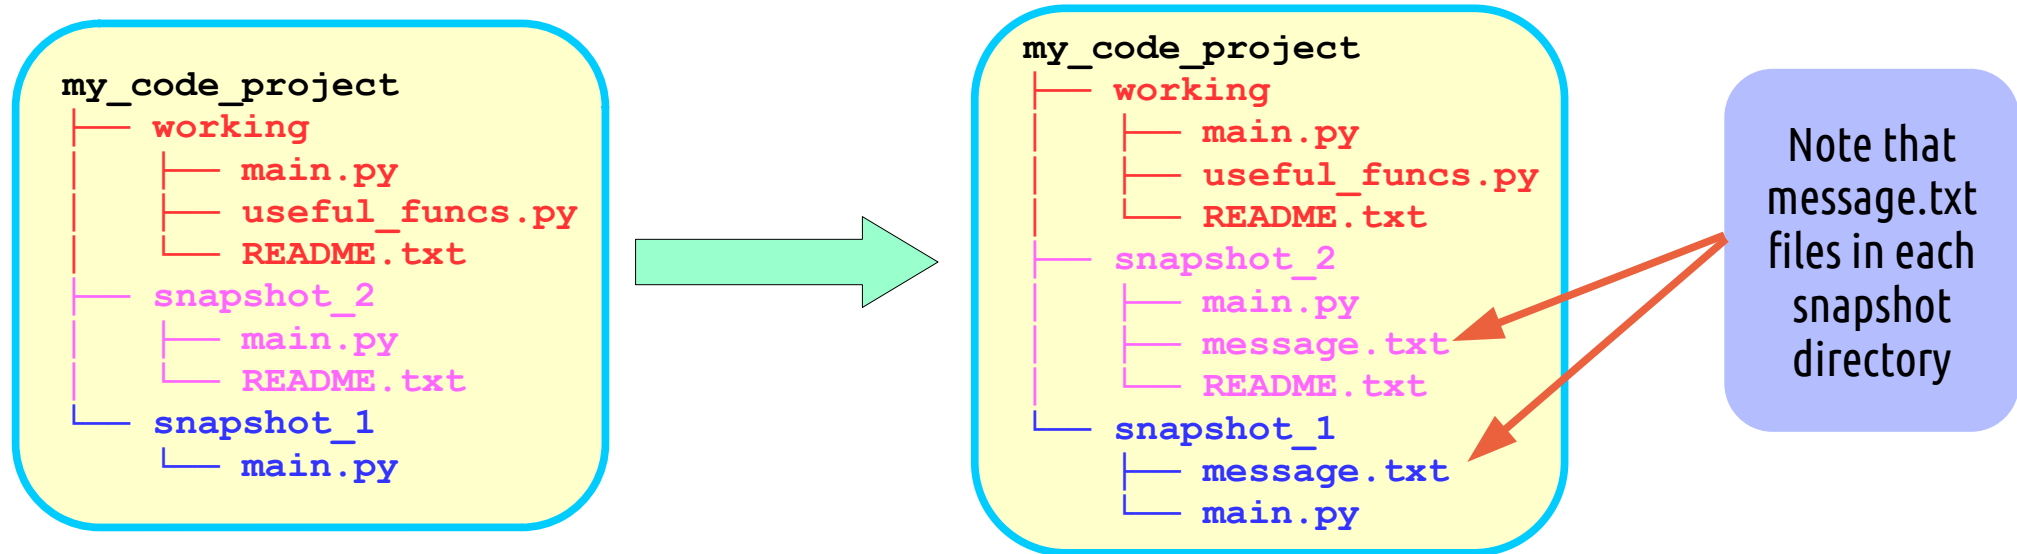 my_code_project
├── working
│   ├── main.py
│   ├── useful_funcs.py
│   └── README.txt
├── snapshot_2
│   ├── main.py
│   └── README.txt
└── snapshot_1
    └── main.py
my_code_project
├── working
│   ├── main.py
│   ├── useful_funcs.py
│   └── README.txt
├── snapshot_2
│   ├── main.py
│   ├── message.txt
│   └── README.txt
└── snapshot_1
    ├── message.txt
    └── main.py
Note that
message.txt
files in each
snapshot
directory